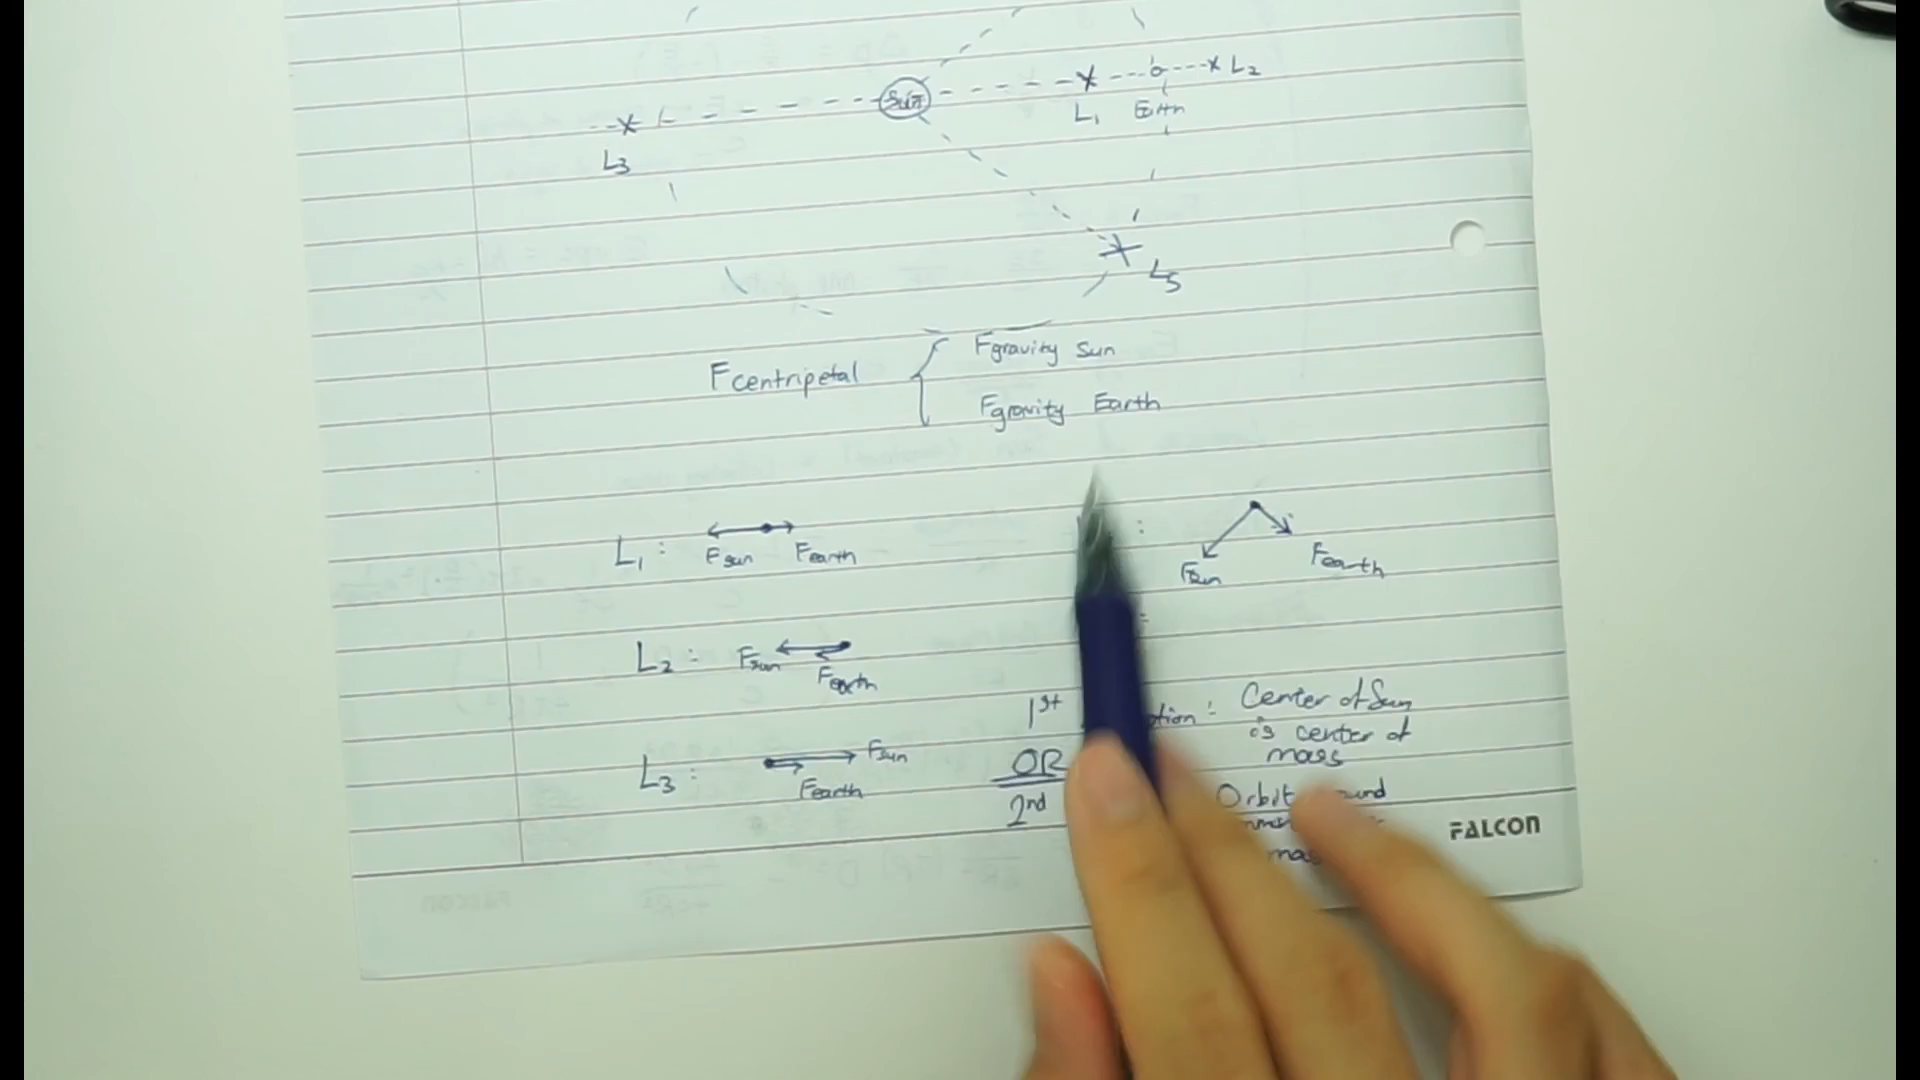 Sun
L2
L1 Earth
L3
L5
Fgravity Sun
Fcentripetal
Fgravity Earth
L1: Fsun Fearth
: Fsun Fearth
L2: Fsun Fearth
:
1st : Center of Sun
is center of
mass
L3: Fsun Fearth
OR
2nd Orbit
FALCON